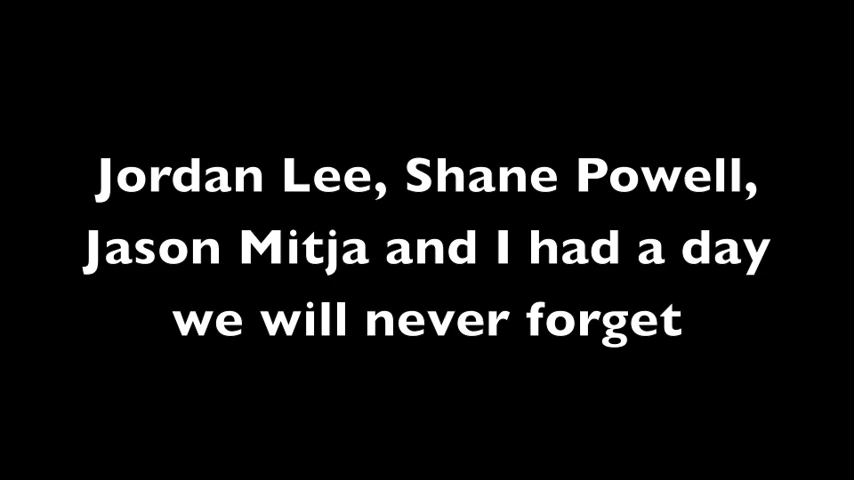 Jordan Lee, Shane Powell,
Jason Mitja and I had a day
we will never forget